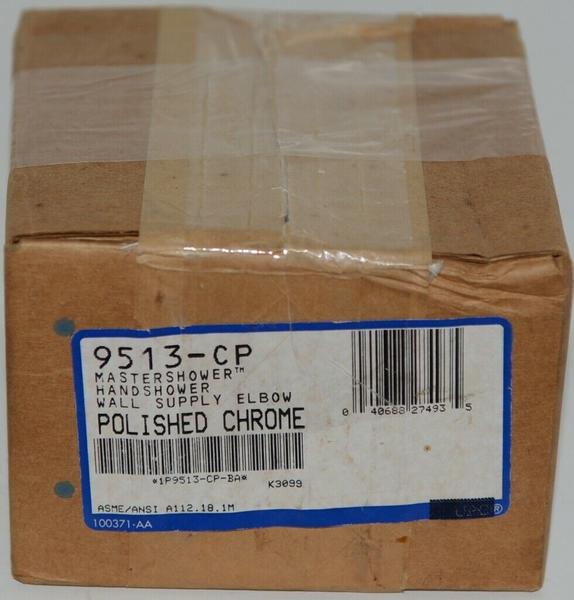 9513-CP
MASTERSHOWER™
HANDSHOWER
WALL SUPPLY ELBOW
POLISHED CHROME
0 40688 27493 5
*1P9513-CP-BA* K3099
ASME/ANSI A112.18.1M
100371-AA
®